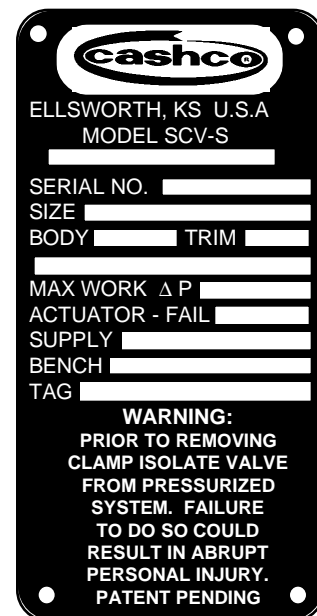 cashco®
ELLSWORTH, KS U.S.A
MODEL SCV-S
SERIAL NO.
SIZE
BODY TRIM
MAX WORK Δ P
ACTUATOR - FAIL
SUPPLY
BENCH
TAG
WARNING:
PRIOR TO REMOVING
CLAMP ISOLATE VALVE
FROM PRESSURIZED
SYSTEM. FAILURE
TO DO SO COULD
RESULT IN ABRUPT
PERSONAL INJURY.
PATENT PENDING